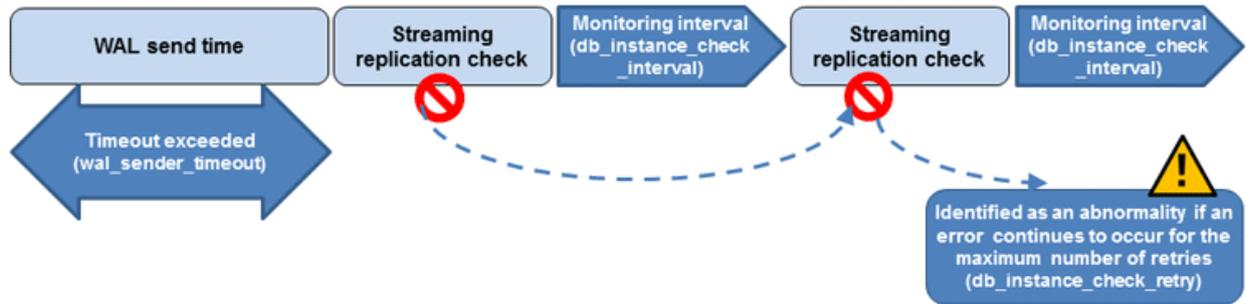 WAL send time
Streaming
replication check
Monitoring interval
(db_instance_check
_interval)
Streaming
replication check
Monitoring interval
(db_instance_check
_interval)
Timeout exceeded
(wal_sender_timeout)
!
Identified as an abnormality if an
error continues to occur for the
maximum number of retries
(db_instance_check_retry)